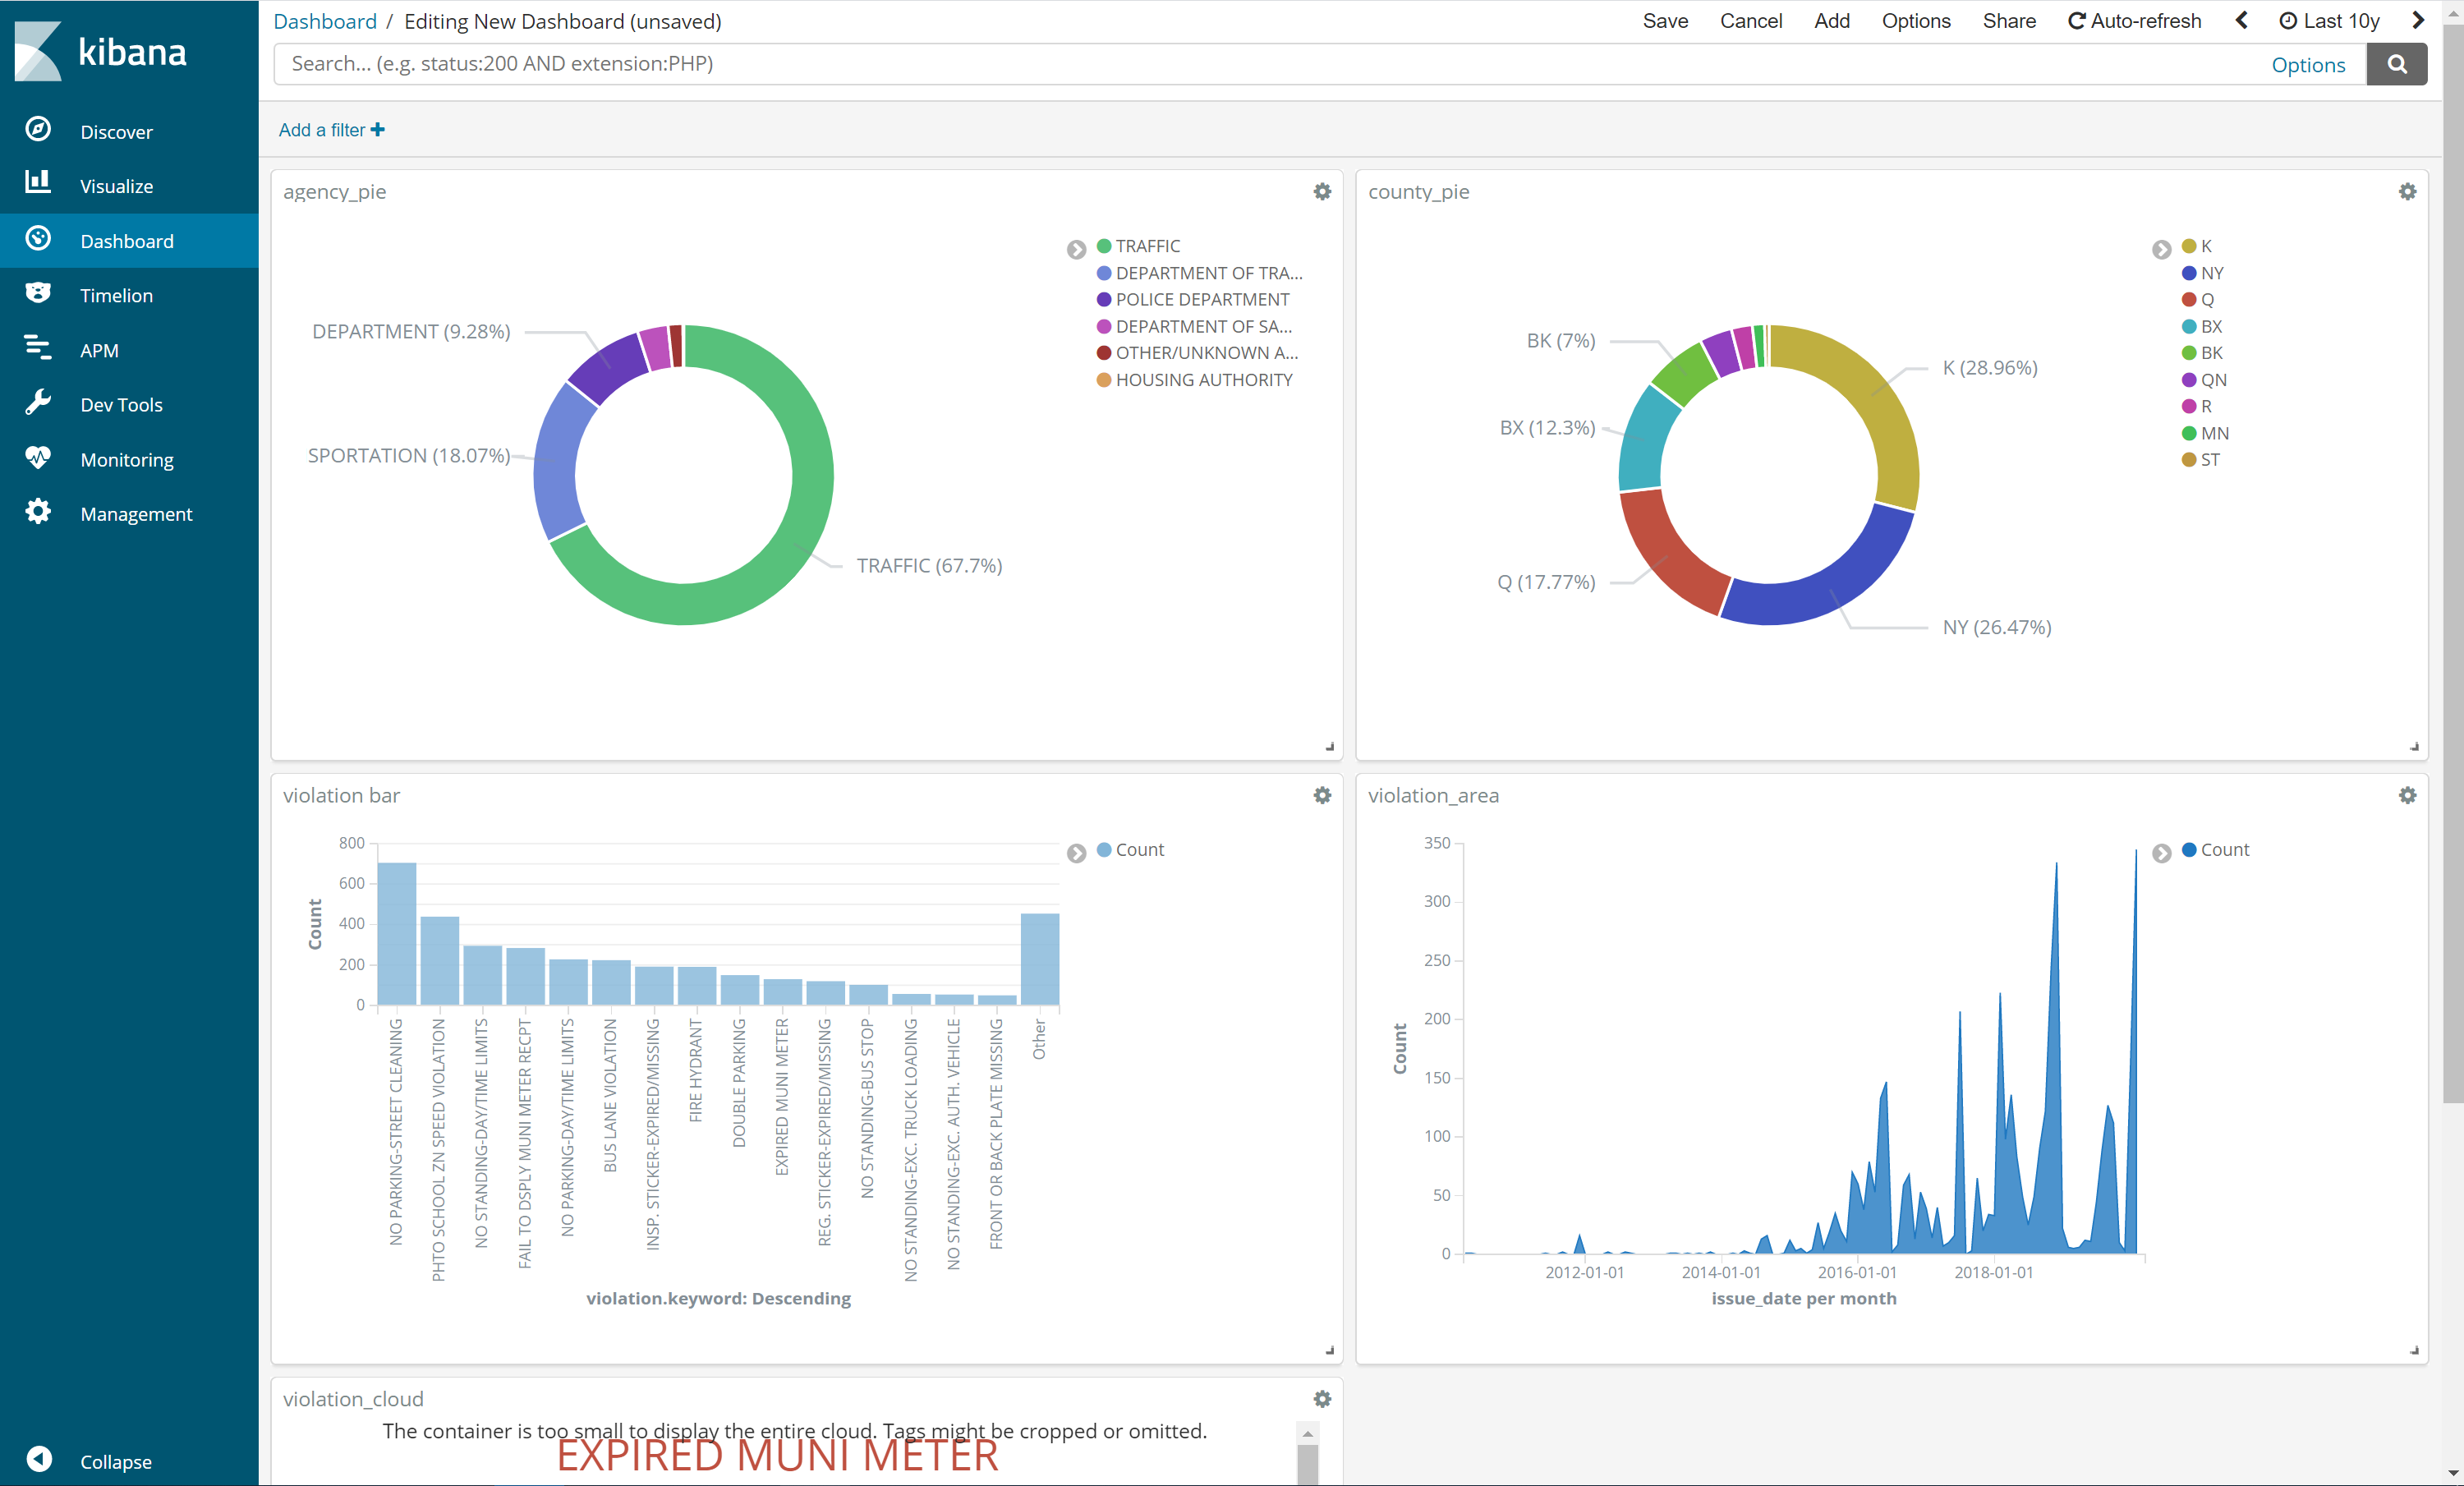 kibana
Discover
Visualize
Dashboard
Timelion
APM
Dev Tools
Monitoring
Management
Collapse
Dashboard / Editing New Dashboard (unsaved)
Save Cancel Add Options Share Auto-refresh Last 10y
Search... (e.g. status:200 AND extension:PHP)
Options
Add a filter
agency_pie
TRAFFIC
DEPARTMENT OF TRA...
POLICE DEPARTMENT
DEPARTMENT OF SA...
OTHER/UNKNOWN A...
HOUSING AUTHORITY
DEPARTMENT (9.28%)
SPORTATION (18.07%)
TRAFFIC (67.7%)
county_pie
K
NY
Q
BX
BK
QN
R
MN
ST
BK (7%)
K (28.96%)
BX (12.3%)
Q (17.77%)
NY (26.47%)
violation bar
Count
800
600
400
200
0
Count
NO PARKING-STREET CLEANING
PHTO SCHOOL ZN SPEED VIOLATION
NO STANDING-DAY/TIME LIMITS
FAIL TO DSPLY MUNI METER RECPT
NO PARKING-DAY/TIME LIMITS
BUS LANE VIOLATION
INSP. STICKER-EXPIRED/MISSING
FIRE HYDRANT
DOUBLE PARKING
EXPIRED MUNI METER
REG. STICKER-EXPIRED/MISSING
NO STANDING-BUS STOP
NO STANDING-EXC. TRUCK LOADING
NO STANDING-EXC. AUTH. VEHICLE
FRONT OR BACK PLATE MISSING
Other
violation.keyword: Descending
violation_area
Count
350
300
250
200
150
100
50
0
Count
2012-01-01
2014-01-01
2016-01-01
2018-01-01
issue_date per month
violation_cloud
The container is too small to display the entire cloud. Tags might be cropped or omitted.
EXPIRED MUNI METER